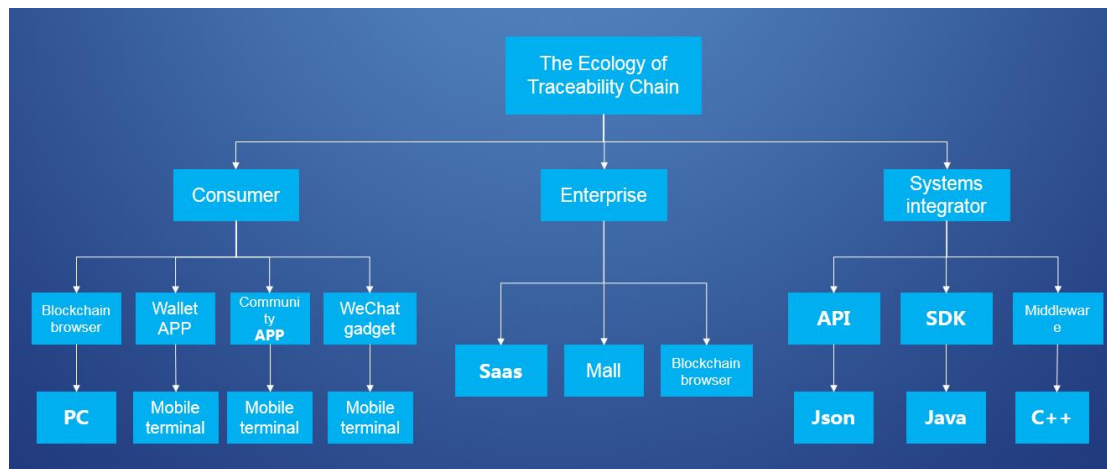 The Ecology of
Traceability Chain
Consumer
Enterprise
Systems
integrator
Blockchain
browser
Wallet
APP
Communi
ty
APP
WeChat
gadget
API
SDK
Middlewar
e
Saas
Mall
Blockchain
browser
PC
Mobile
terminal
Mobile
terminal
Mobile
terminal
Json
Java
C++